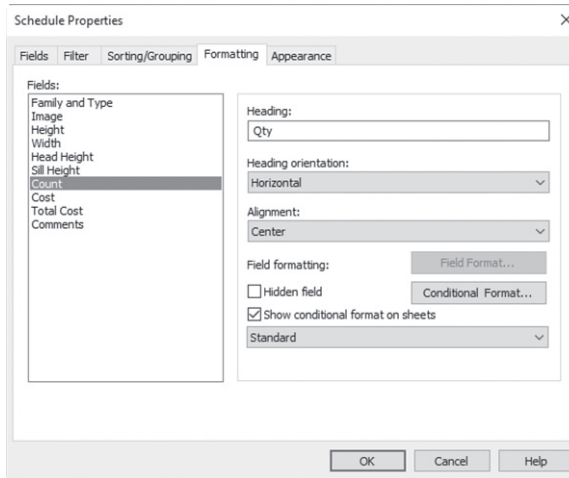 Schedule Properties
Fields Filter Sorting/Grouping Formatting Appearance
Fields:
Family and Type
Image
Height
Width
Head Height
Sill Height
Count
Cost
Total Cost
Comments
Heading:
Qty
Heading orientation:
Horizontal
Alignment:
Center
Field formatting: Field Format...
Hidden field Conditional Format...
Show conditional format on sheets
Standard
OK Cancel Help